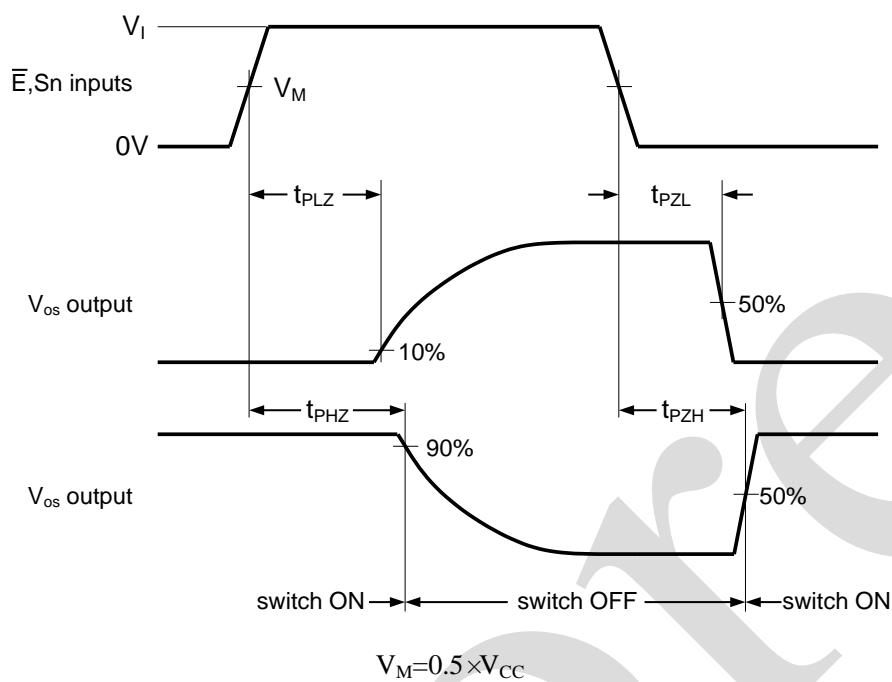 V_I
E̅,Sn inputs
V_M
0V
t_PLZ
t_PZL
V_os output
50%
10%
t_PHZ
t_PZH
90%
V_os output
50%
switch ON
switch OFF
switch ON
V_M=0.5×V_CC